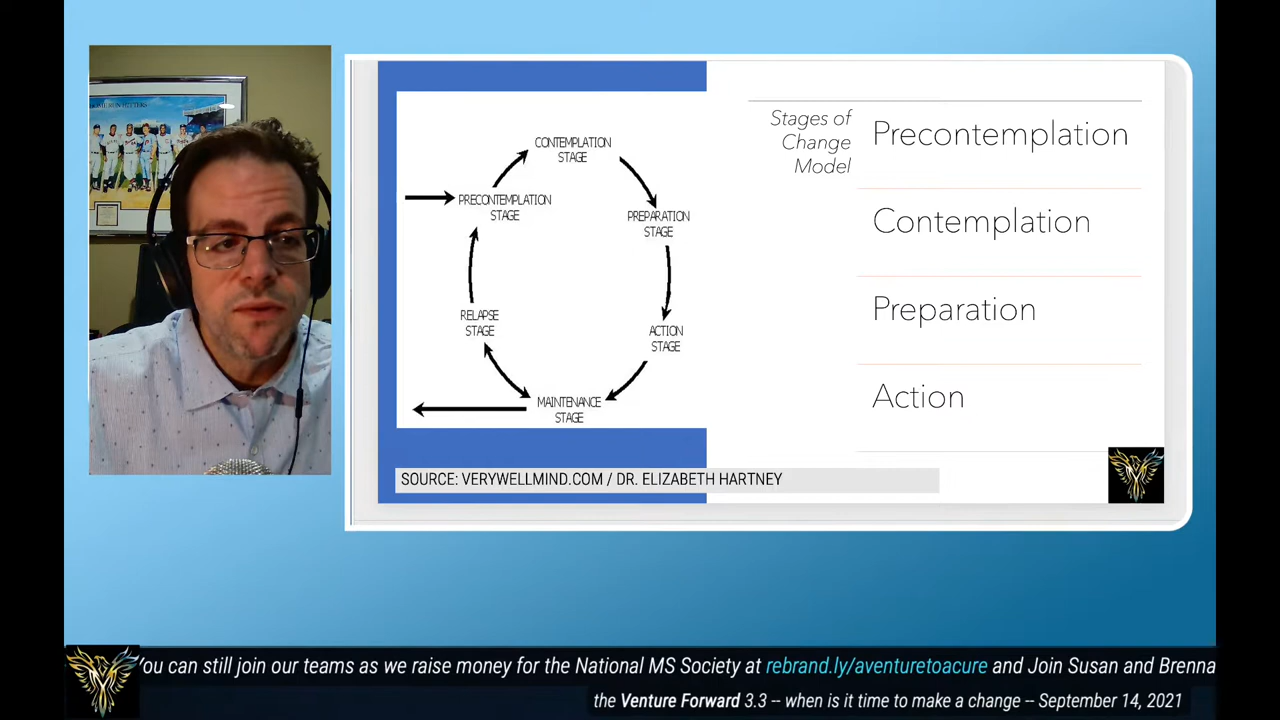 CONTEMPLATION
STAGE
PRECONTEMPLATION
STAGE
PREPARATION
STAGE
RELAPSE
STAGE
ACTION
STAGE
MAINTENANCE
STAGE
Stages of
Change
Model
Precontemplation
Contemplation
Preparation
Action
SOURCE: VERYWELLMIND.COM / DR. ELIZABETH HARTNEY
You can still join our teams as we raise money for the National MS Society at rebrand.ly/aventuretoacure and Join Susan and Brenna
the Venture Forward 3.3 -- when is it time to make a change -- September 14, 2021